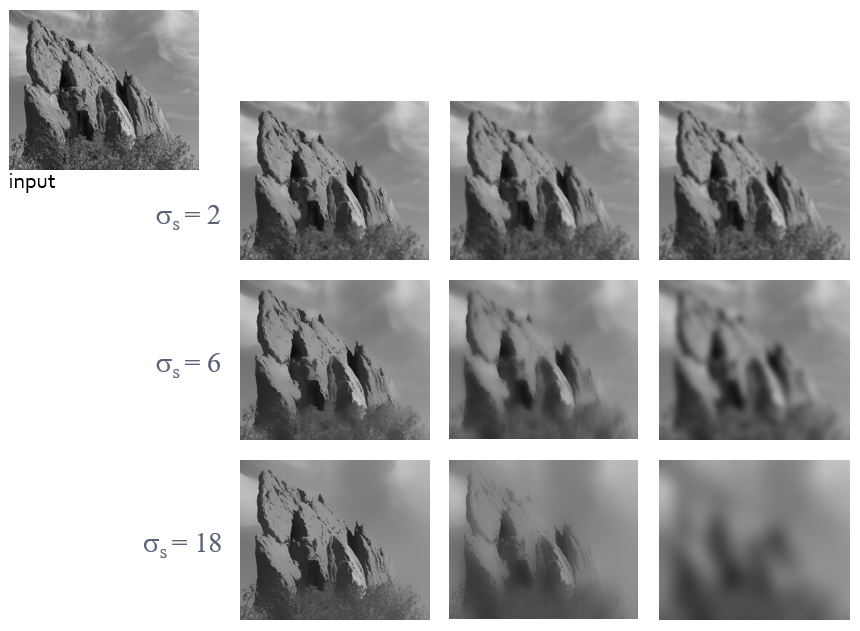 input
σs = 2
σs = 6
σs = 18